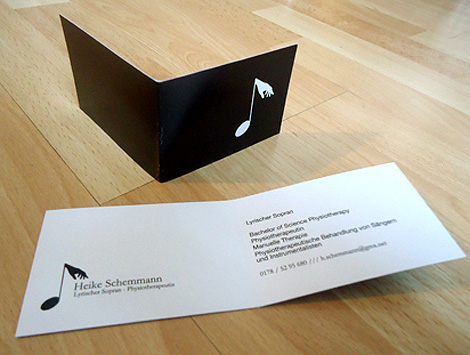 Heike Schemmann
Lyrischer Sopran · Physiotherapeutin
Lyrischer Sopran
Bachelor of Science Physiotherapy
Physiotherapeutin
Manuelle Therapie
Physiotherapeutische Behandlung von Sängern
und Instrumentalisten
0178 / 52 95 680 /// h.schemmann@gmx.net